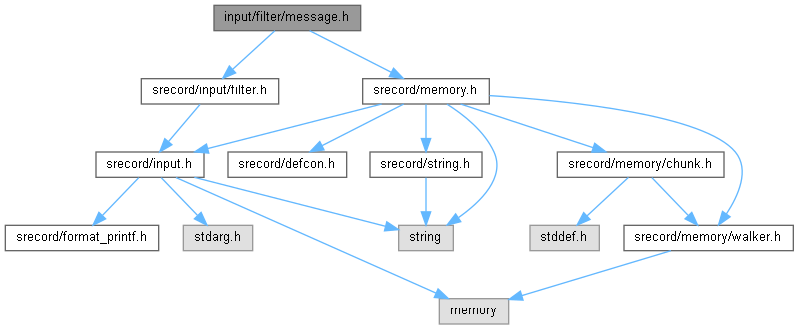 input/filter/message.h
srecord/input/filter.h
srecord/memory.h
srecord/input.h
srecord/defcon.h
srecord/string.h
srecord/memory/chunk.h
srecord/format_printf.h
stdarg.h
string
stddef.h
srecord/memory/walker.h
memory